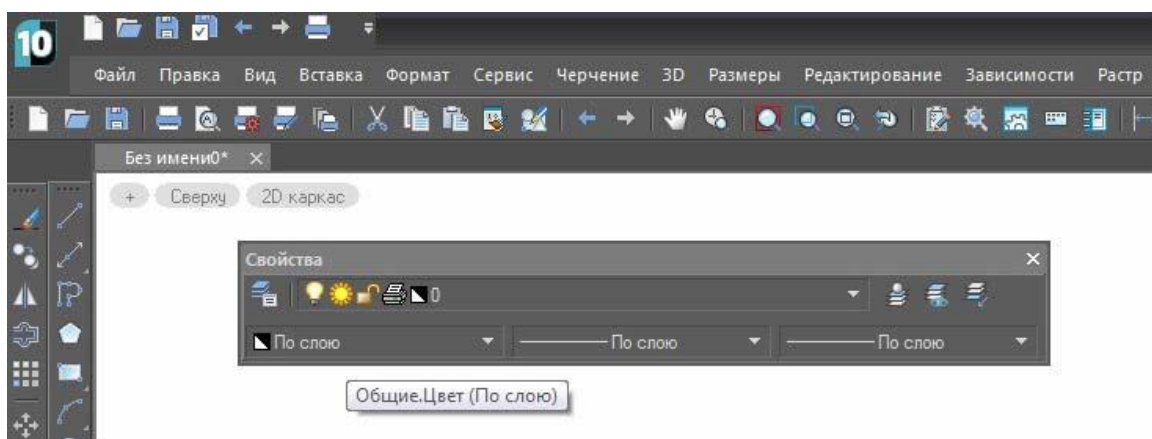 10
Файл Правка Вид Вставка Формат Сервис Черчение 3D Размеры Редактирование Зависимости Растр
Без имени0*
+ Сверху 2D каркас
Свойства
0
По слою По слою По слою
Общие.Цвет (По слою)